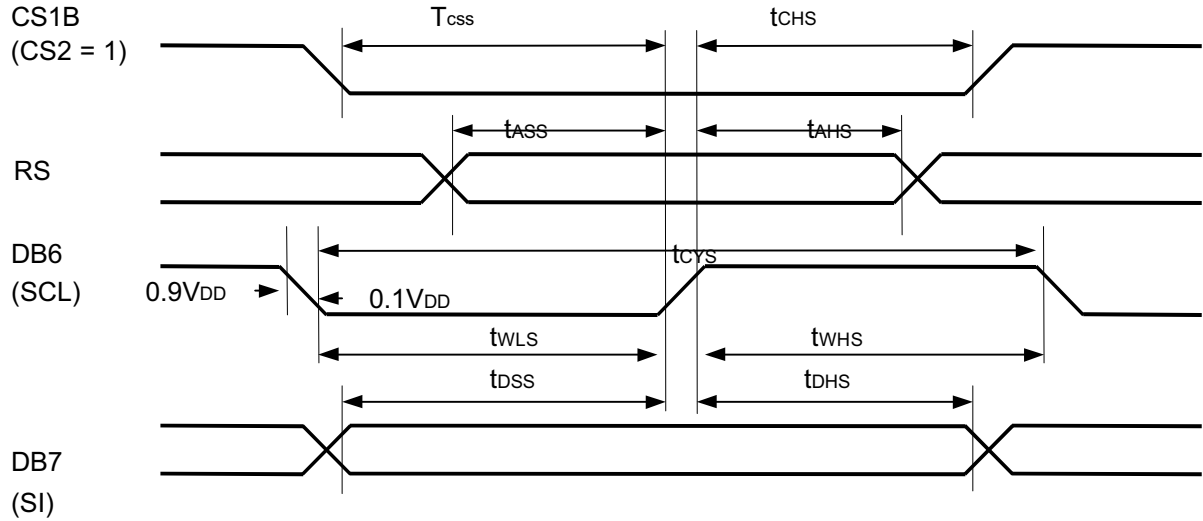 CS1B
(CS2 = 1)
Tcss
tCHS
tASS
tAHS
RS
DB6
(SCL)
tCYS
0.9VDD
0.1VDD
tWLS
tWHS
tDSS
tDHS
DB7
(SI)